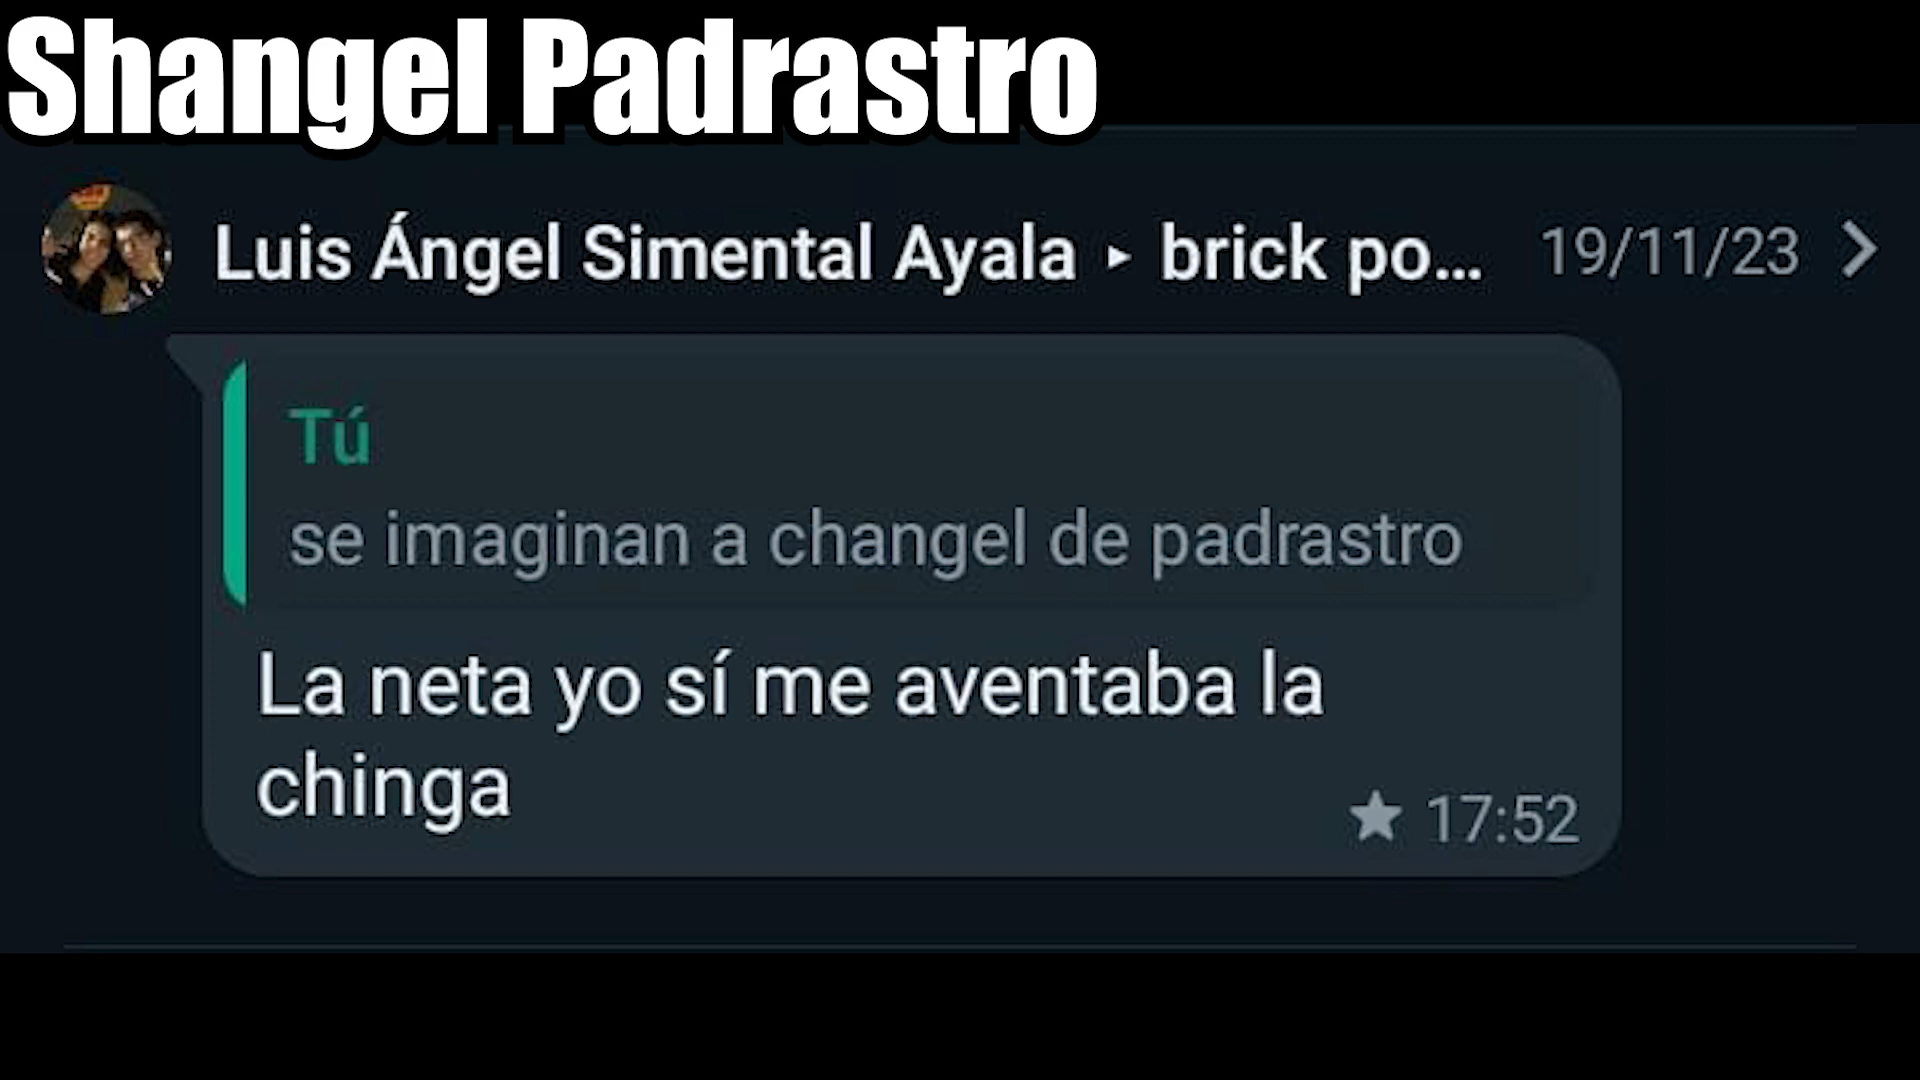 Shangel Padrastro
Luis Ángel Simental Ayala ▸ brick po... 19/11/23
Tú
se imaginan a changel de padrastro
La neta yo sí me aventaba la
chinga
17:52